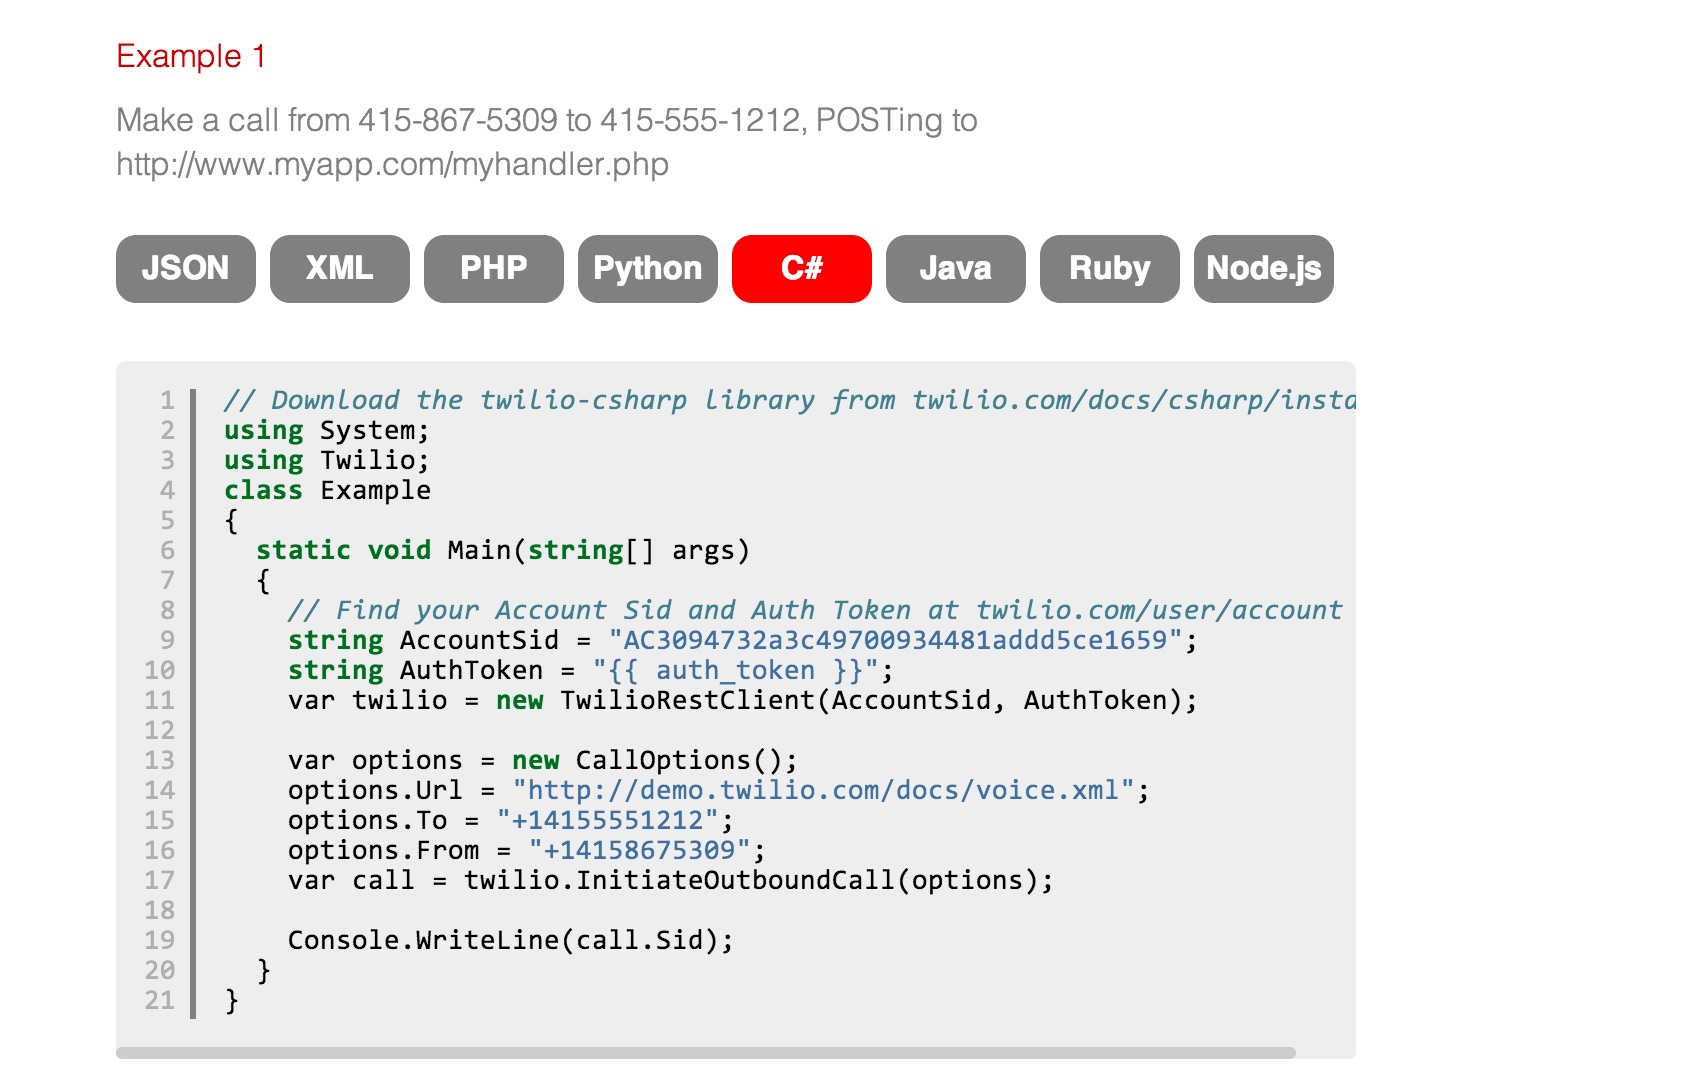 Example 1
Make a call from 415-867-5309 to 415-555-1212, POSTing to
http://www.myapp.com/myhandler.php
JSON XML PHP Python C# Java Ruby Node.js
1 // Download the twilio-csharp library from twilio.com/docs/csharp/insta
2 using System;
3 using Twilio;
4 class Example
5 {
6   static void Main(string[] args)
7   {
8     // Find your Account Sid and Auth Token at twilio.com/user/account
9     string AccountSid = "AC3094732a3c49700934481addd5ce1659";
10     string AuthToken = "{{ auth_token }}";
11     var twilio = new TwilioRestClient(AccountSid, AuthToken);
12
13     var options = new CallOptions();
14     options.Url = "http://demo.twilio.com/docs/voice.xml";
15     options.To = "+14155551212";
16     options.From = "+14158675309";
17     var call = twilio.InitiateOutboundCall(options);
18
19     Console.WriteLine(call.Sid);
20   }
21 }